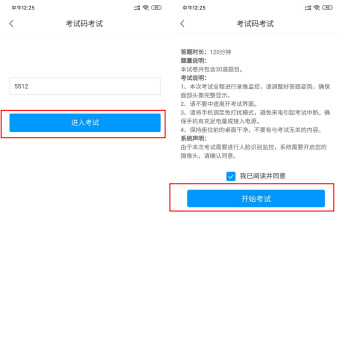 中午12:25
考试码考试
5512
进入考试
中午12:25
考试码考试
答题时长：120分钟
题量说明：
本试卷共包含30道题目。
考试说明：
1、本次考试全程进行录像监控，请调整好答题姿势，确保
面部头像完整显示。
2、请不要中途离开考试界面。
3、请将手机调至免打扰模式，避免来电引起考试中断。确
保手机有充足电量或接入电源。
4、保持座位前的桌面干净，不要有与考试无关的内容。
系统声明：
由于本次考试需要进行人脸识别监控，系统需要开启您的
摄像头，请确认同意。
我已阅读并同意
开始考试